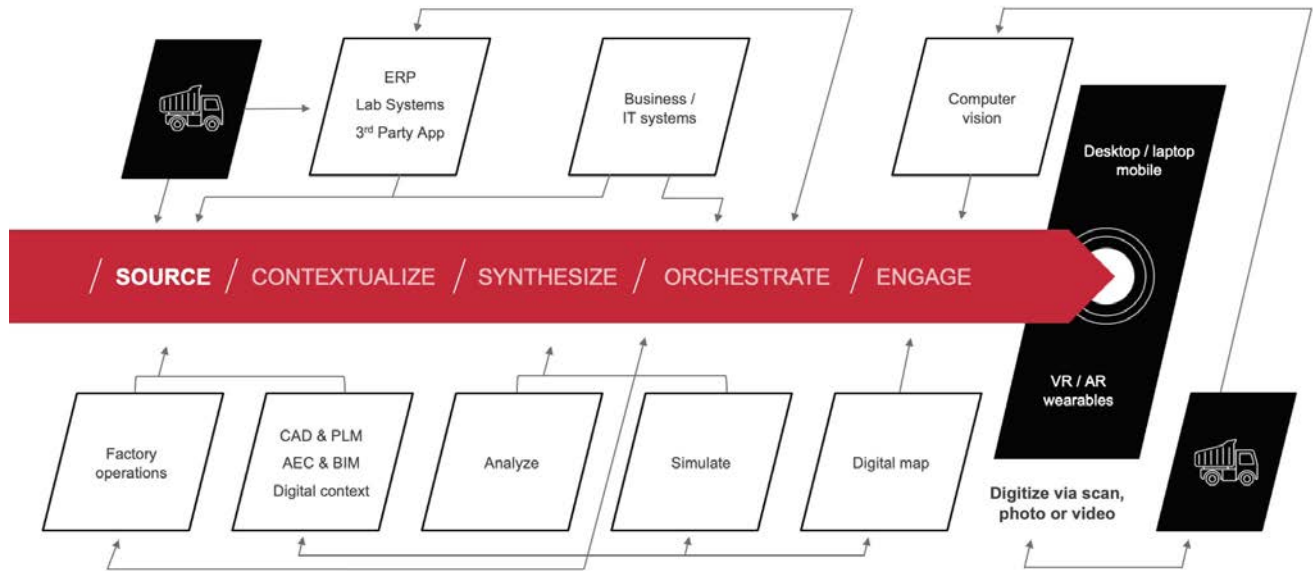 ERP
Lab Systems
3rd Party App
Business /
IT systems
Computer
vision
Desktop / laptop
mobile
/ SOURCE / CONTEXTUALIZE / SYNTHESIZE / ORCHESTRATE / ENGAGE
VR / AR
wearables
Factory
operations
CAD & PLM
AEC & BIM
Digital context
Analyze
Simulate
Digital map
Digitize via scan,
photo or video